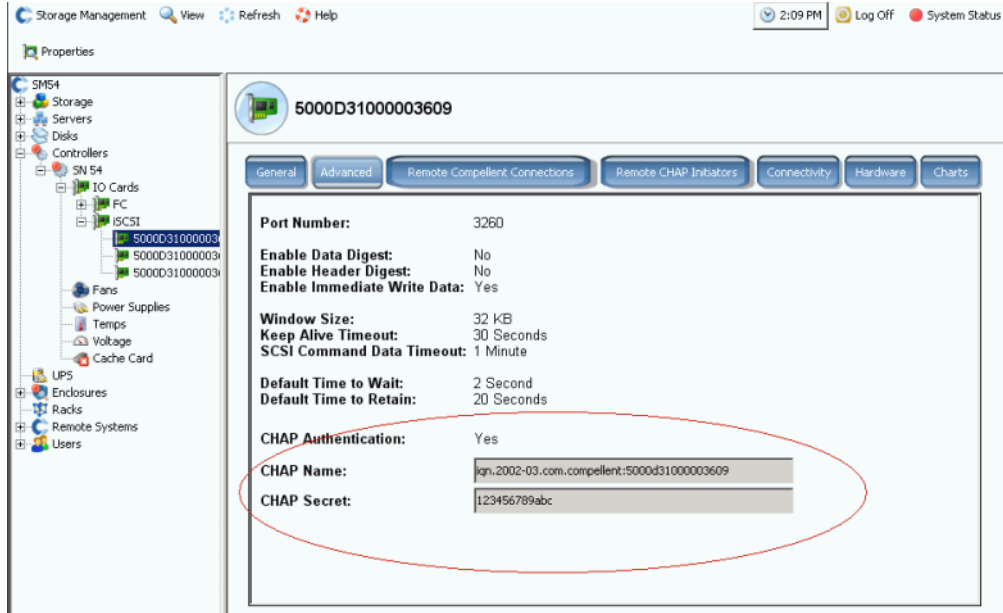 Storage Management View Refresh Help 2:09 PM Log Off System Status
Properties
SM54
Storage
Servers
Disks
Controllers
SN 54
IO Cards
FC
iSCSI
5000D31000003
5000D31000003
5000D31000003
Fans
Power Supplies
Temps
Voltage
Cache Card
UPS
Enclosures
Racks
Remote Systems
Users
5000D31000003609
General Advanced Remote Compellent Connections Remote CHAP Initiators Connectivity Hardware Charts
Port Number: 3260
Enable Data Digest: No
Enable Header Digest: No
Enable Immediate Write Data: Yes
Window Size: 32 KB
Keep Alive Timeout: 30 Seconds
SCSI Command Data Timeout: 1 Minute
Default Time to Wait: 2 Second
Default Time to Retain: 20 Seconds
CHAP Authentication: Yes
CHAP Name: iqn.2002-03.com.compellent:5000d31000003609
CHAP Secret: 123456789abc